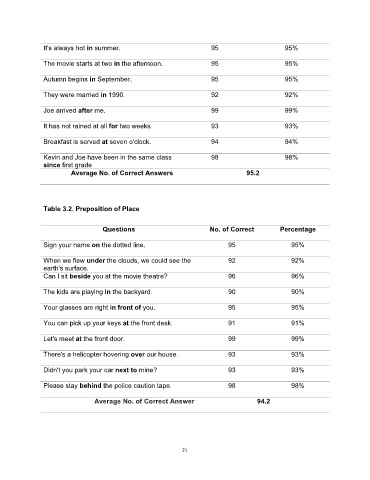 It's always hot in summer. 95 95%
The movie starts at two in the afternoon. 95 95%
Autumn begins in September. 95 95%
They were married in 1990. 92 92%
Joe arrived after me. 99 99%
It has not rained at all for two weeks. 93 93%
Breakfast is served at seven o'clock. 94 94%
Kevin and Joe have been in the same class 98 98%
since first grade
Average No. of Correct Answers 95.2
Table 3.2. Preposition of Place
Questions No. of Correct Percentage
Sign your name on the dotted line. 95 95%
When we flew under the clouds, we could see the 92 92%
earth's surface.
Can I sit beside you at the movie theatre? 96 96%
The kids are playing in the backyard. 90 90%
Your glasses are right in front of you. 95 95%
You can pick up your keys at the front desk. 91 91%
Let's meet at the front door. 99 99%
There's a helicopter hovering over our house. 93 93%
Didn't you park your car next to mine? 93 93%
Please stay behind the police caution tape. 98 98%
Average No. of Correct Answer 94.2
21